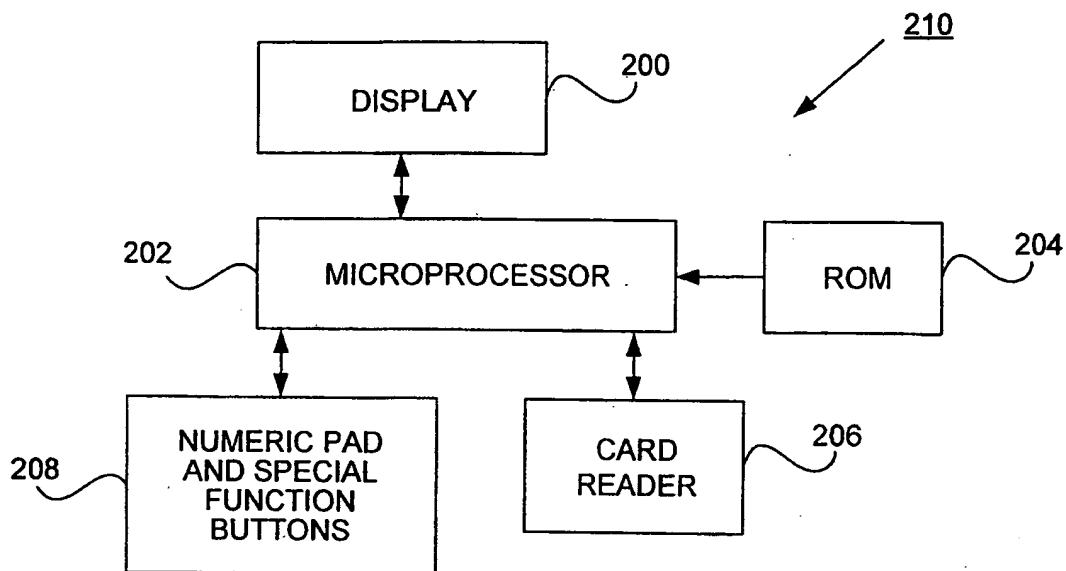 210
200
DISPLAY
202
MICROPROCESSOR
ROM
204
208
NUMERIC PAD
AND SPECIAL
FUNCTION
BUTTONS
CARD
READER
206